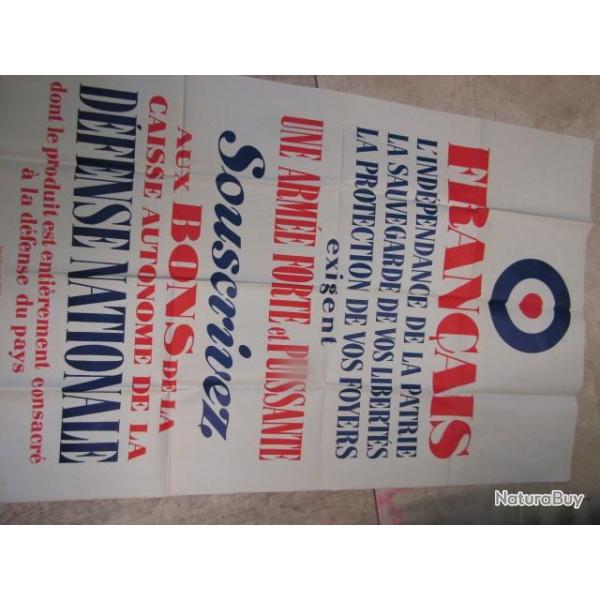 FRANÇAIS
L'INDÉPENDANCE DE LA PATRIE
LA SAUVEGARDE DE VOS LIBERTÉS
LA PROTECTION DE VOS FOYERS
exigent
UNE ARMÉE FORTE et PUISSANTE
Souscrivez
AUX BONS DE LA
CAISSE AUTONOME DE LA
DÉFENSE NATIONALE
dont le produit est entièrement consacré
à la défense du pays
NaturaBuy